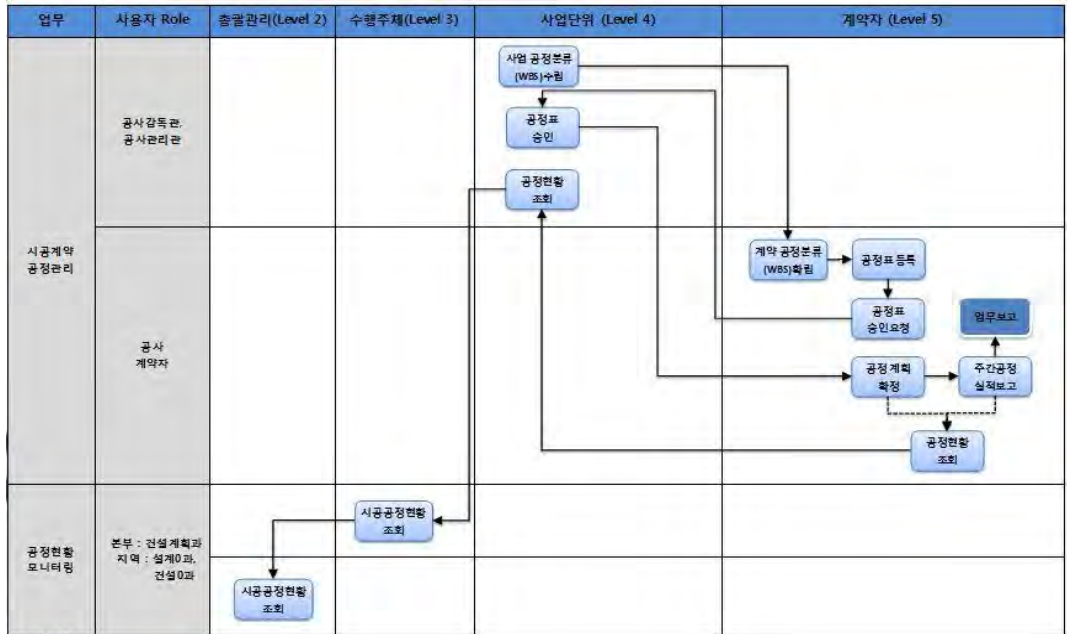 업무
사용자 Role
총괄관리(Level 2)
수행주체(Level 3)
사업단위 (Level 4)
계약자 (Level 5)
시공계약
공정관리
공사감독관,
공사관리관
사업 공정분류
(WBS)수립
공정표
승인
공정현황
조회
공사
계약자
계약 공정분류
(WBS)확립
공정표 등록
공정표
승인요청
업무보고
공정계획
확정
주간공정
실적보고
공정현황
조회
공정현황
모니터링
본부 : 건설계획과
지역 : 설계0과,
건설0과
시공공정현황
조회
시공공정현황
조회